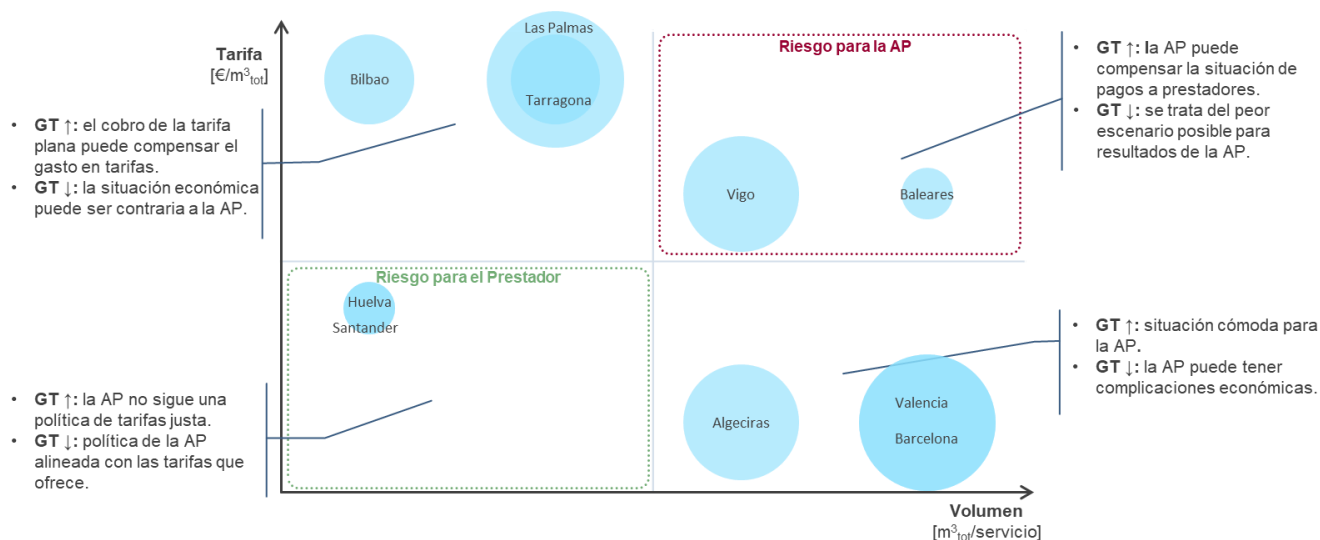 Tarifa
[€/m³tot]
• GT ↑: el cobro de la tarifa
plana puede compensar el
gasto en tarifas.
• GT ↓: la situación económica
puede ser contraria a la AP.
Bilbao
Las Palmas
Tarragona
Riesgo para la AP
Vigo
Baleares
• GT ↑: la AP puede
compensar la situación de
pagos a prestadores.
• GT ↓: se trata del peor
escenario posible para
resultados de la AP.
Riesgo para el Prestador
Huelva
Santander
• GT ↑: la AP no sigue una
política de tarifas justa.
• GT ↓: política de la AP
alineada con las tarifas que
ofrece.
Algeciras
Valencia
Barcelona
• GT ↑: situación cómoda para
la AP.
• GT ↓: la AP puede tener
complicaciones económicas.
Volumen
[m³tot/servicio]